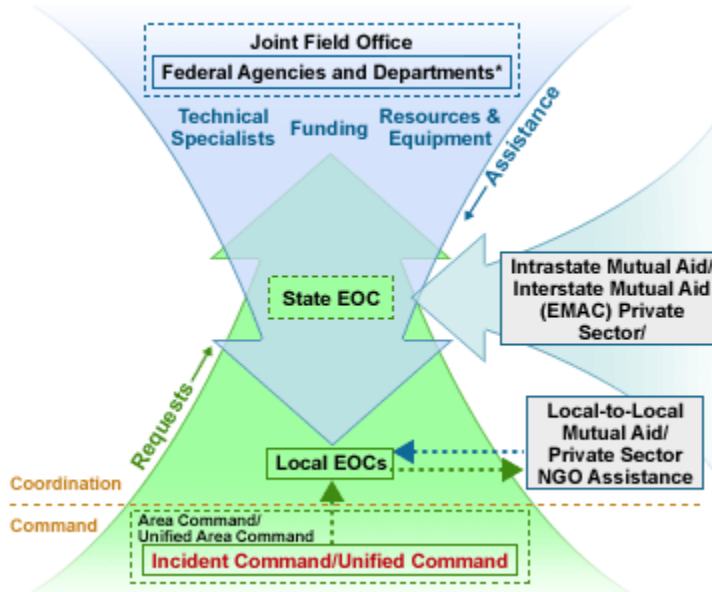 Joint Field Office
Federal Agencies and Departments*
Technical
Specialists
Funding
Resources &
Equipment
Assistance
State EOC
Intrastate Mutual Aid/
Interstate Mutual Aid
(EMAC) Private
Sector/
Requests
Local EOCs
Local-to-Local
Mutual Aid/
Private Sector
NGO Assistance
Coordination
Command
Area Command/
Unified Area Command
Incident Command/Unified Command